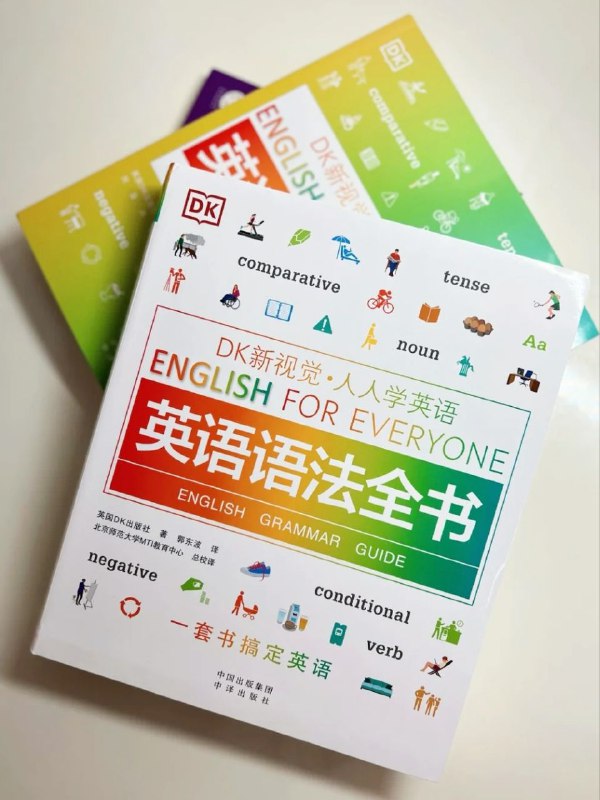 DK
comparative
tense
noun
Aa
DK新视觉·人人学英语
ENGLISH FOR EVERYONE
英语语法全书
ENGLISH GRAMMAR GUIDE
英国DK出版社 著 郭东波 译
北京师范大学MTI教育中心 总校译
negative
conditional
verb
一套书搞定英语
中国出版集团
中译出版社
DK
comparative
DK新视觉
ENGLISH
英
negative